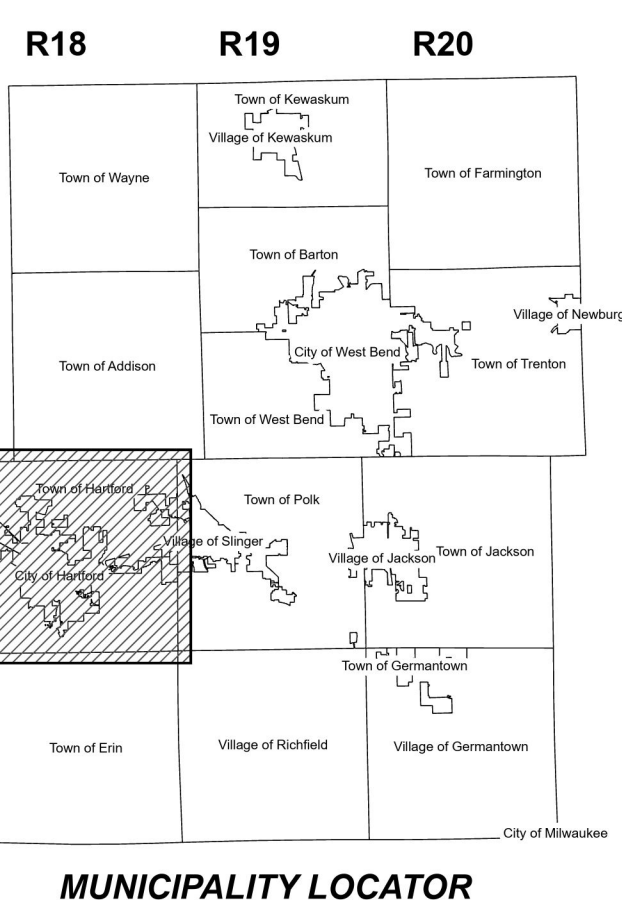 R18 R19 R20
Town of Kewaskum
Village of Kewaskum
Town of Wayne
Town of Farmington
Town of Barton
Village of Newburg
City of West Bend
Town of Addison
Town of Trenton
Town of West Bend
Town of Hartford
Town of Polk
Village of Slinger
Village of Jackson
Town of Jackson
City of Hartford
Town of Germantown
Town of Erin
Village of Richfield
Village of Germantown
City of Milwaukee
MUNICIPALITY LOCATOR